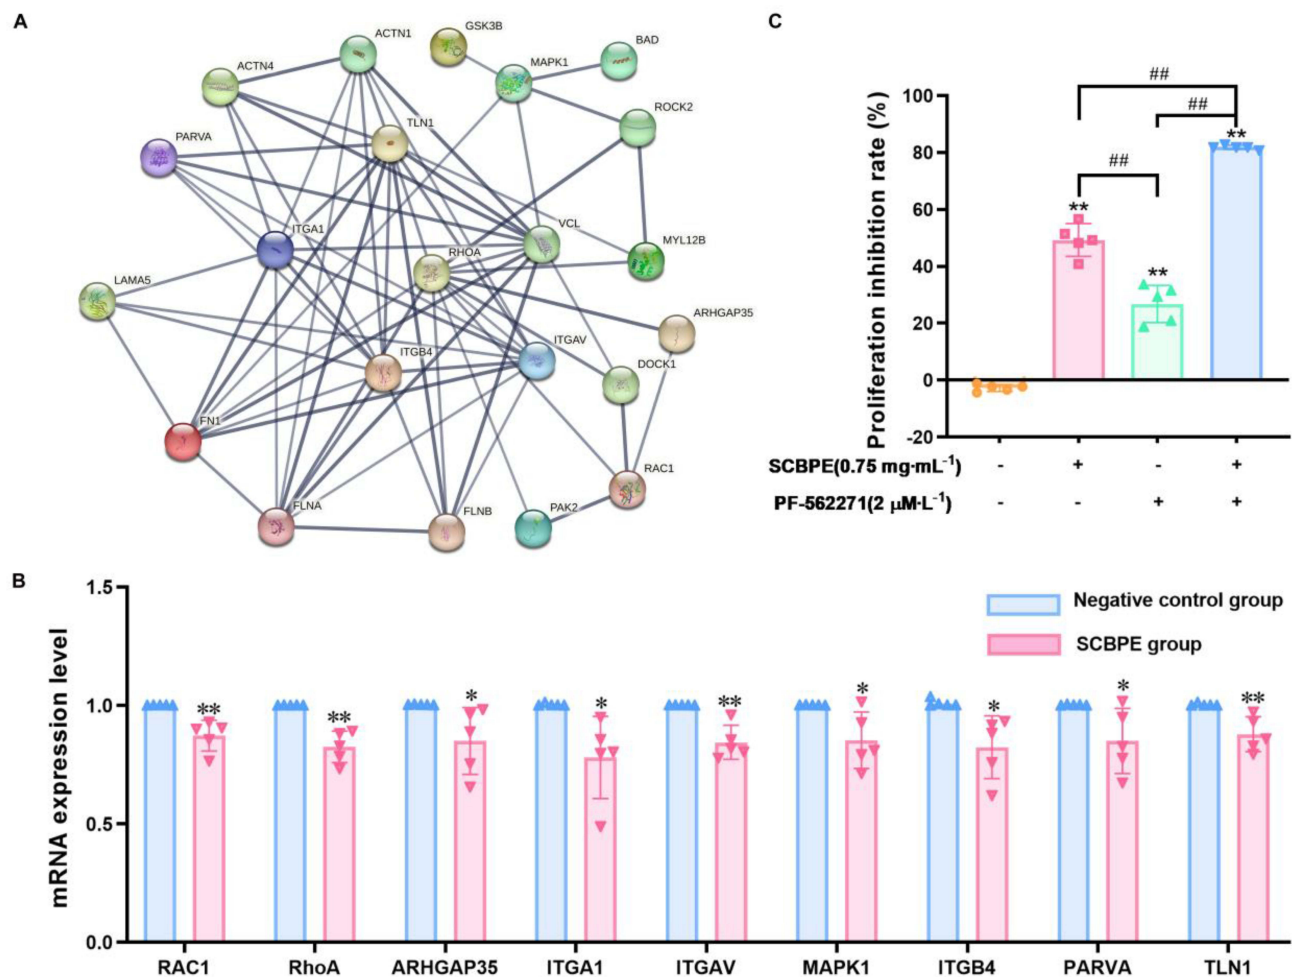 A
ACTN1
GSK3B
BAD
ACTN4
MAPK1
ROCK2
TLN1
PARVA
ITGA1
VCL
MYL12B
RHOA
LAMA5
ARHGAP35
ITGAV
ITGB4
DOCK1
FN1
RAC1
FLNA
FLNB
PAK2
C
Proliferation inhibition rate (%)
100
80
60
40
20
0
-20
##
##
##
**
**
**
SCBPE(0.75 mg·mL⁻¹) - + - +
PF-562271(2 μM·L⁻¹) - - + +
B
mRNA expression level
1.5
1.0
0.5
0.0
Negative control group
SCBPE group
** ** * * ** * * * **
RAC1 RhoA ARHGAP35 ITGA1 ITGAV MAPK1 ITGB4 PARVA TLN1